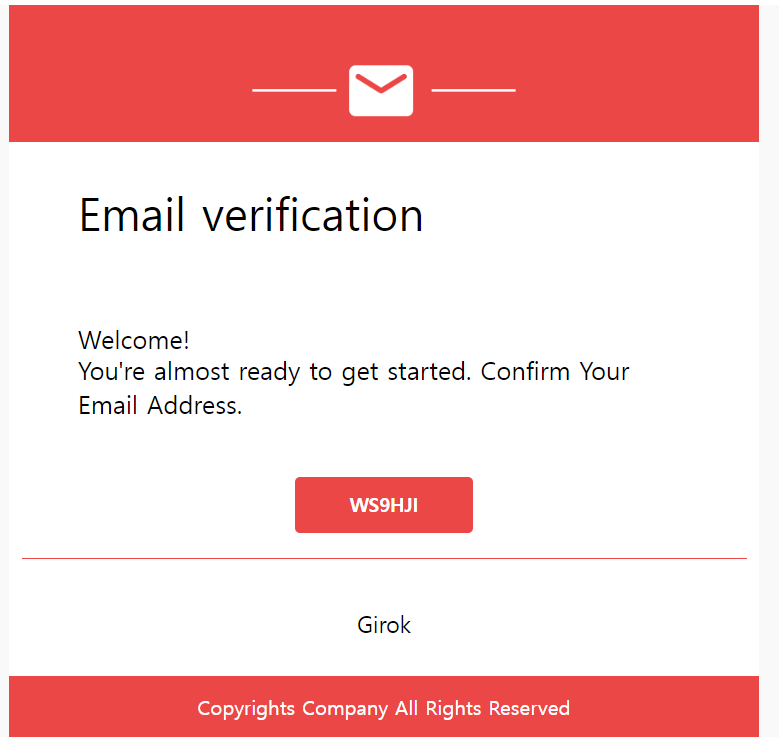 Email verification
Welcome!
You're almost ready to get started. Confirm Your
Email Address.
WS9HJI
Girok
Copyrights Company All Rights Reserved